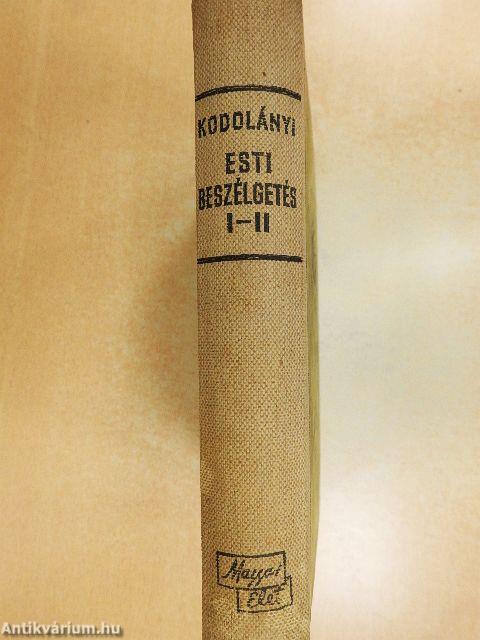 KODOLÁNYI
ESTI
BESZÉLGETÉS
I-II
Magyar
Élet
Antikvárium.hu